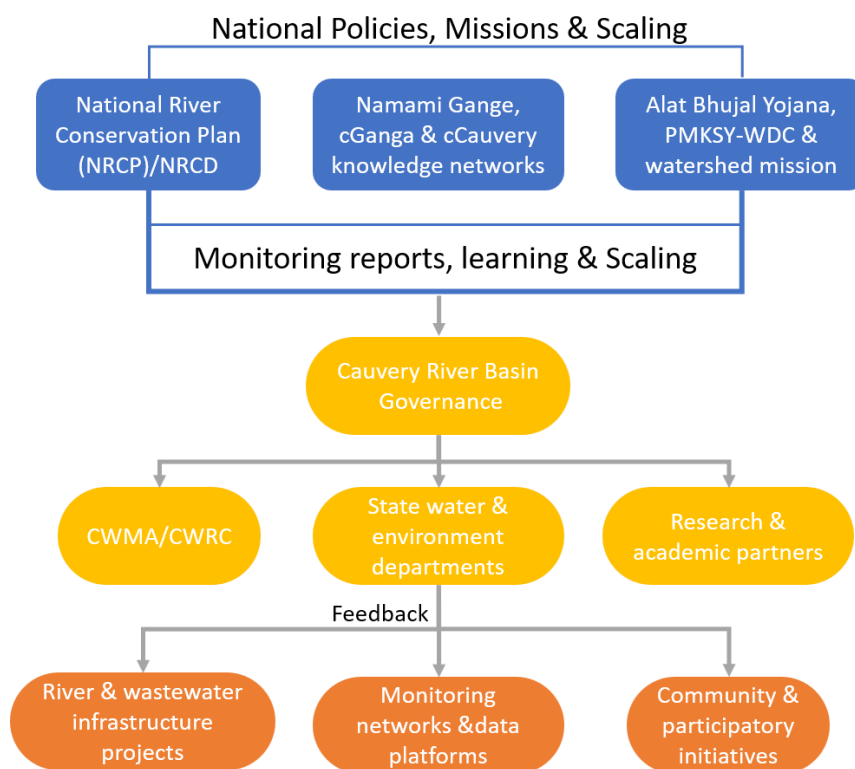 National Policies, Missions & Scaling
National River
Conservation Plan
(NRCP)/NRCD
Namami Gange,
cGanga & cCauvery
knowledge networks
Alat Bhujal Yojana,
PMKSY-WDC &
watershed mission
Monitoring reports, learning & Scaling
Cauvery River Basin
Governance
CWMA/CWRC
State water &
environment
departments
Research &
academic partners
Feedback
River & wastewater
infrastructure
projects
Monitoring
networks &data
platforms
Community &
participatory
initiatives